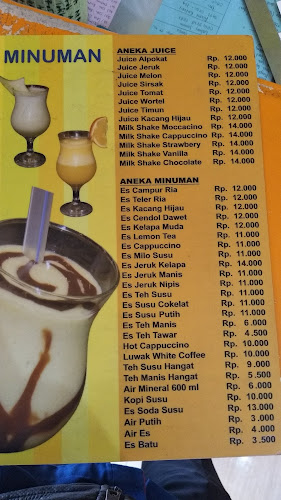 MINUMAN
ANEKA JUICE
Juice Alpokat Rp. 12.000
Juice Jeruk Rp. 12.000
Juice Melon Rp. 12.000
Juice Sirsak Rp. 12.000
Juice Tomat Rp. 12.000
Juice Wortel Rp. 12.000
Juice Timun Rp. 12.000
Juice Kacang Hijau Rp. 12.000
Milk Shake Moccacino Rp. 14.000
Milk Shake Cappucino Rp. 14.000
Milk Shake Strawbery Rp. 14.000
Milk Shake Vanilla Rp. 14.000
Milk Shake Chocolate Rp. 14.000
ANEKA MINUMAN
Es Campur Ria Rp. 12.000
Es Teler Ria Rp. 12.000
Es Kacang Hijau Rp. 12.000
Es Cendol Dawet Rp. 12.000
Es Kelapa Muda Rp. 12.000
Es Lemon Tea Rp. 11.000
Es Cappucino Rp. 11.000
Es Milo Susu Rp. 11.000
Es Jeruk Kelapa Rp. 14.000
Es Jeruk Manis Rp. 11.000
Es Jeruk Nipis Rp. 11.000
Es Teh Susu Rp. 11.000
Es Susu Cokelat Rp. 11.000
Es Susu Putih Rp. 11.000
Es Teh Manis Rp. 6.000
Es Teh Tawar Rp. 4.500
Hot Cappucino Rp. 10.000
Luwak White Coffee Rp. 10.000
Teh Susu Hangat Rp. 9.000
Teh Manis Hangat Rp. 5.500
Air Mineral 600 ml Rp. 6.500
Kopi Susu Rp. 10.000
Es Soda Susu Rp. 13.000
Air Putih Rp. 3.000
Air Es Rp. 4.000
Es Batu Rp. 3.500